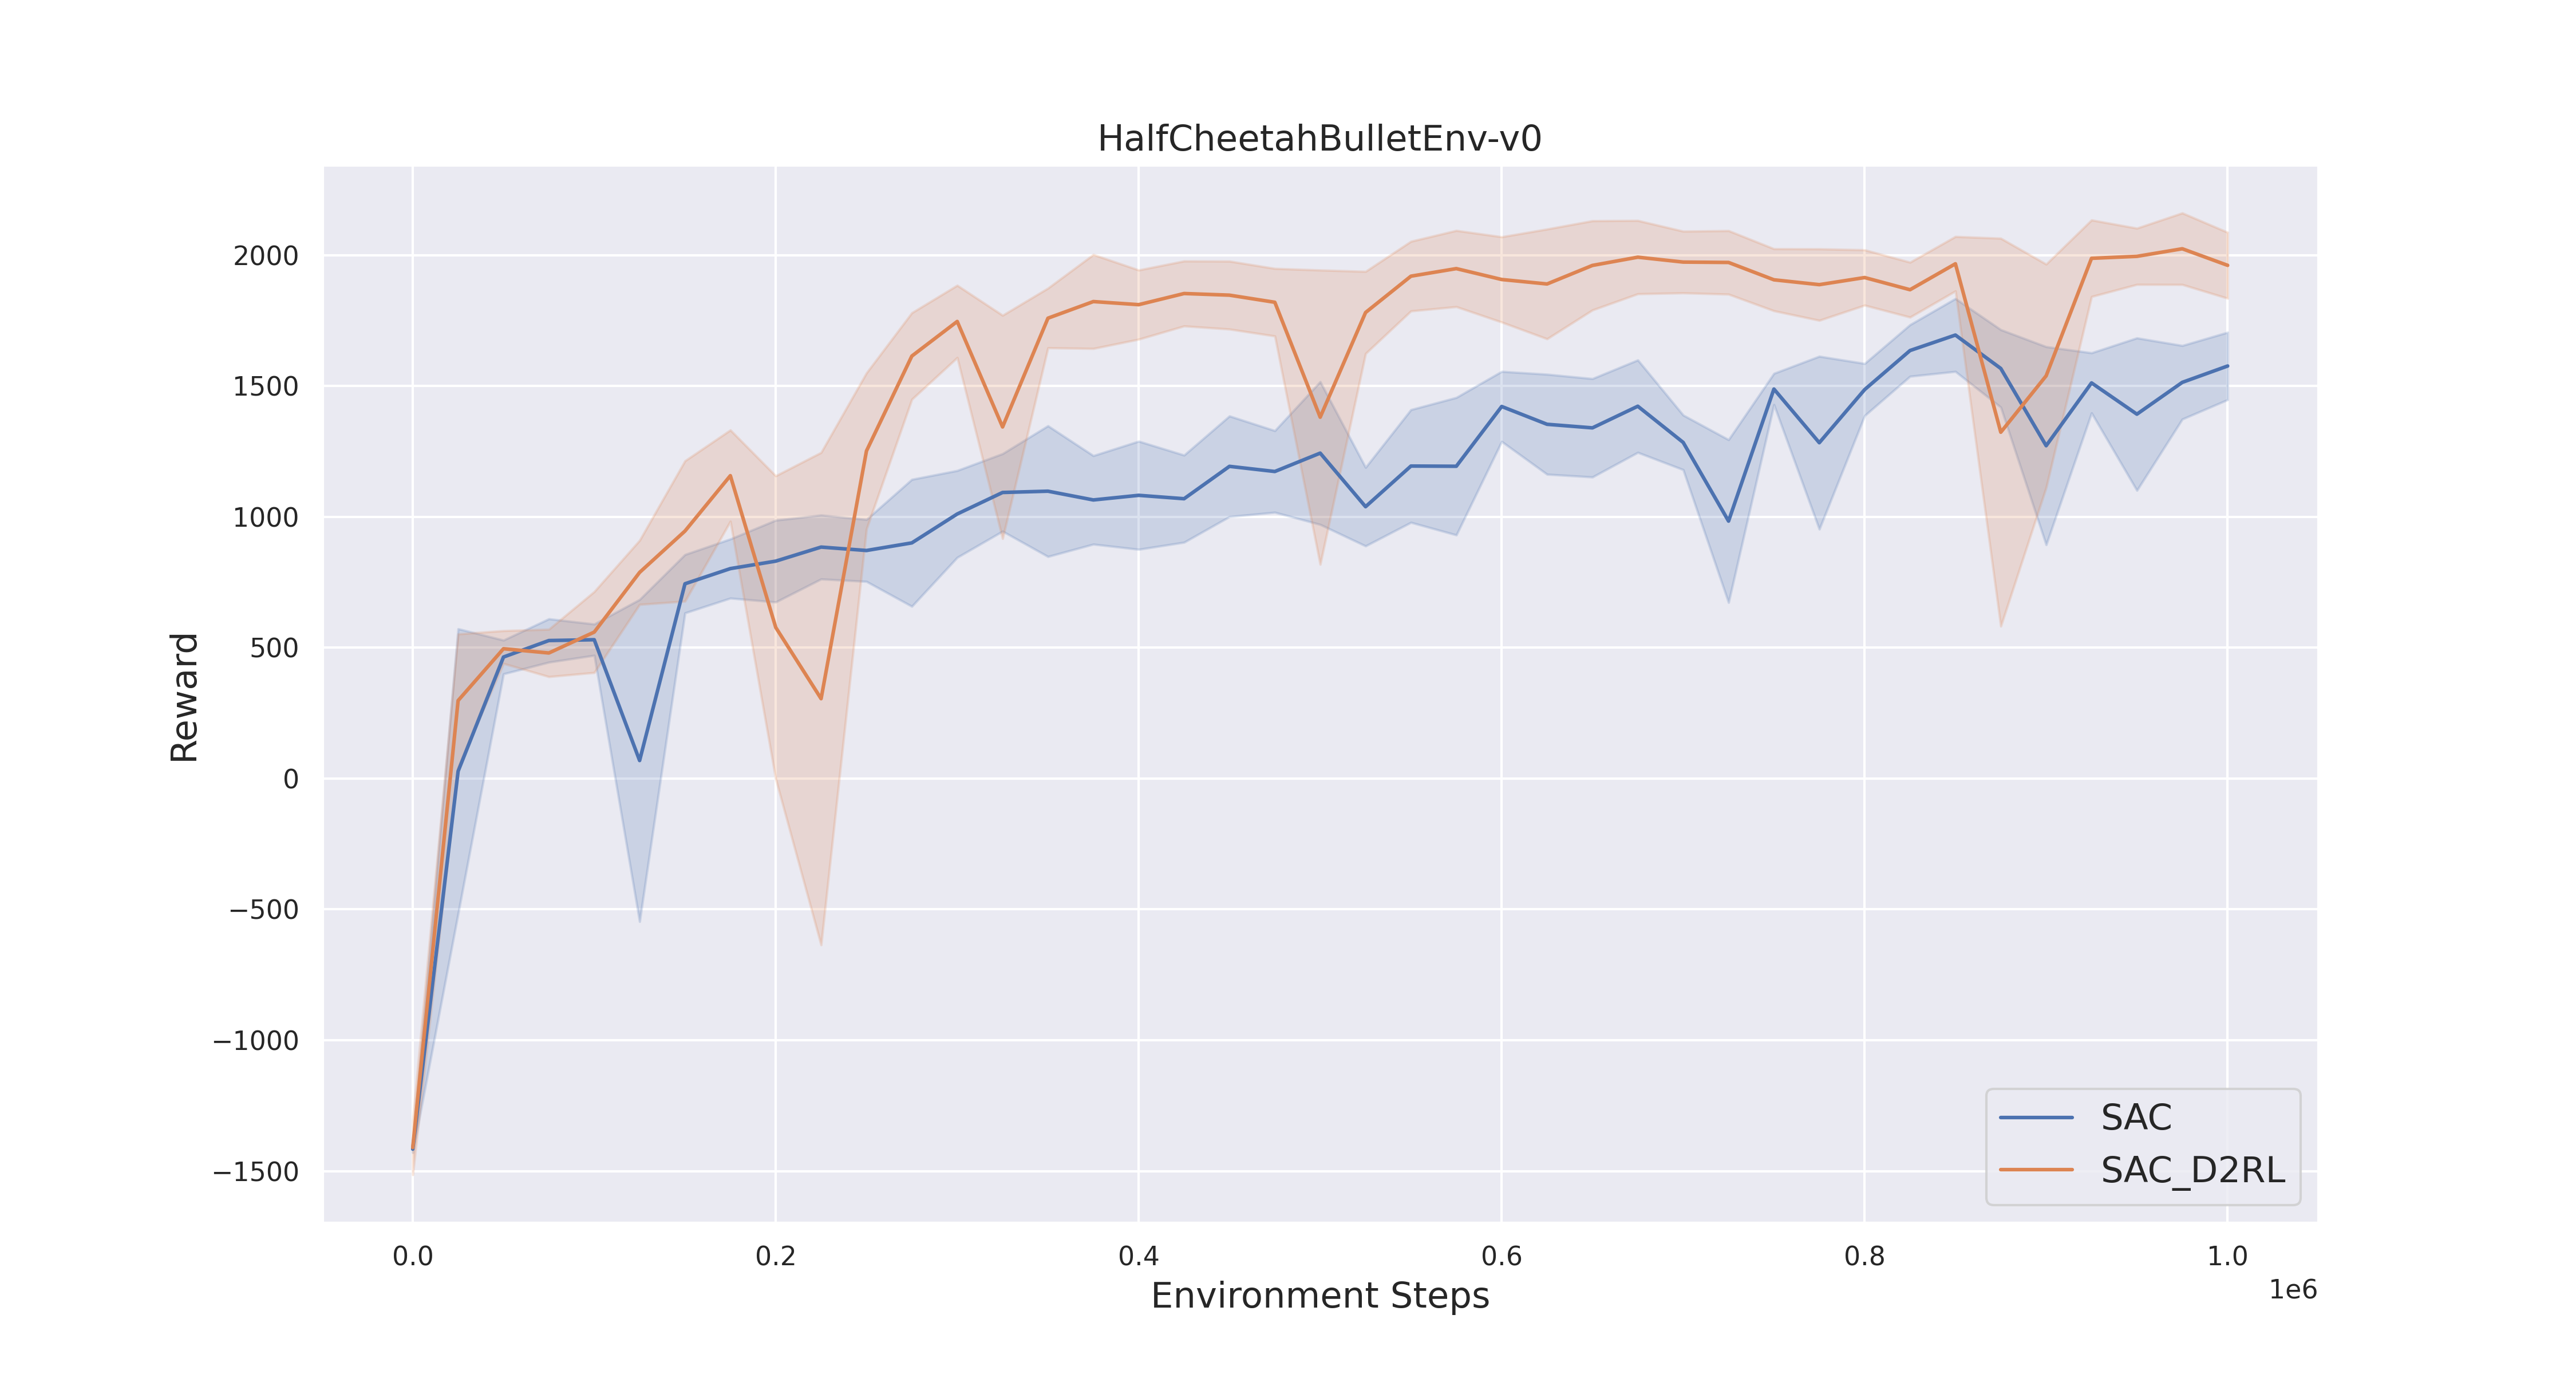 HalfCheetahBulletEnv-v0
2000
1500
1000
500
0
−500
−1000
−1500
Reward
0.0 0.2 0.4 0.6 0.8 1.0
1e6
Environment Steps
SAC
SAC_D2RL